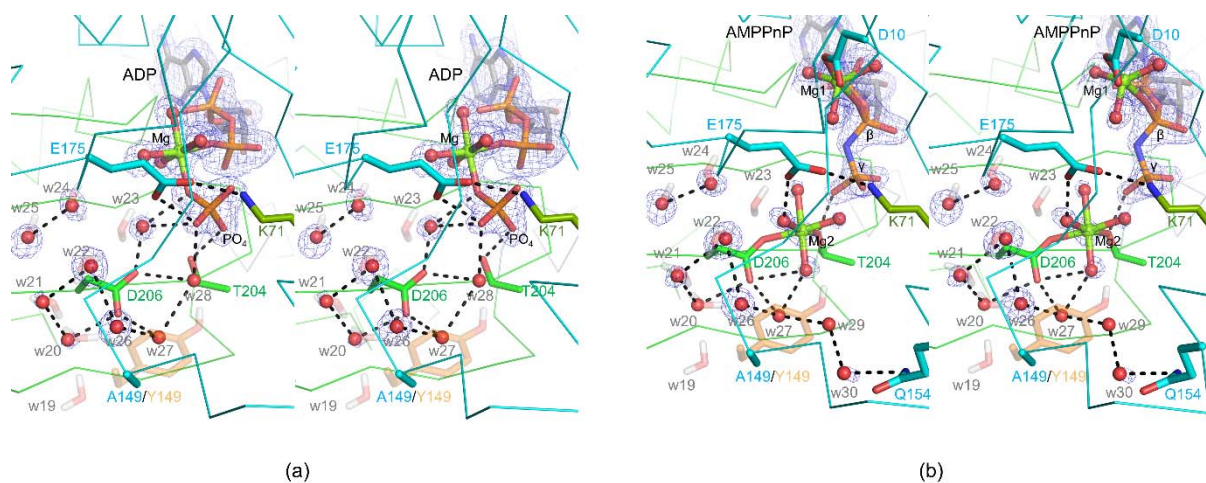 ADP
Mg
E175
w24
w23
w25
K71
PO4
w22
w21
D206
w28
T204
w26
w20
w27
w19
A149/Y149
ADP
Mg
E175
w24
w23
w25
K71
PO4
w22
w21
D206
w28
T204
w26
w20
w27
w19
A149/Y149
(a)
AMPPnP
D10
Mg1
β
E175
γ
w24
w23
w25
K71
w22
Mg2
w21
D206
T204
w20
w26
w27
w29
w19
A149/Y149
w30
Q154
AMPPnP
D10
Mg1
β
E175
γ
w24
w23
w25
K71
w22
Mg2
w21
D206
T204
w20
w26
w27
w29
w19
A149/Y149
w30
Q154
(b)